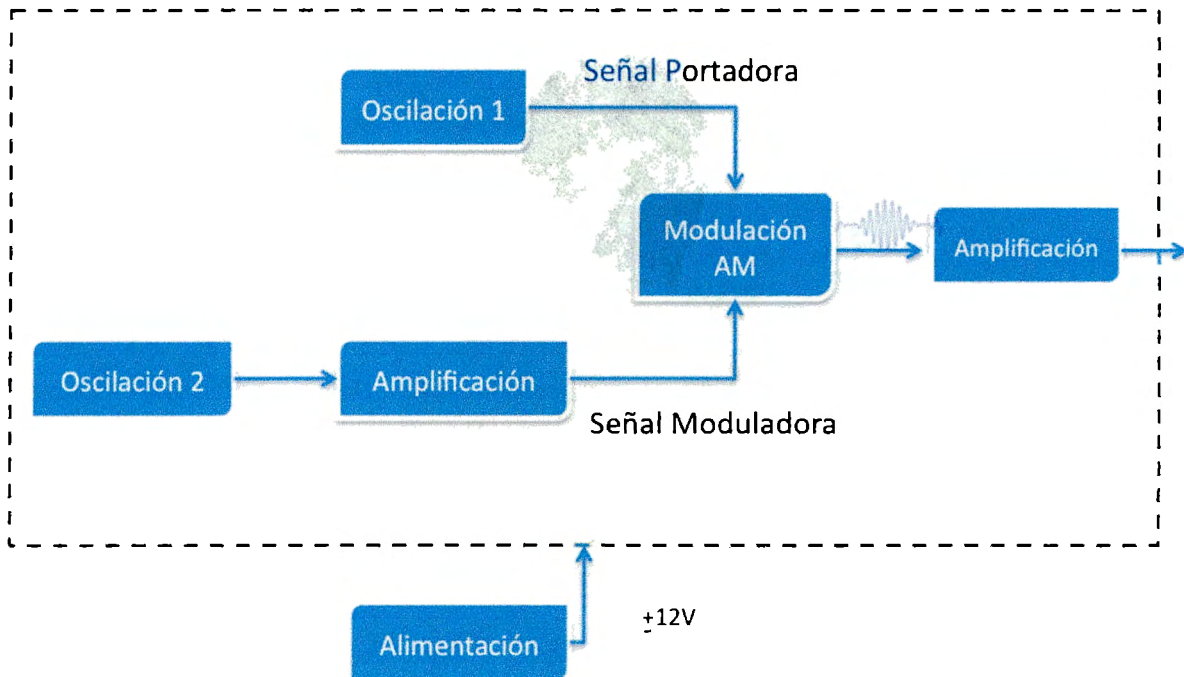 Señal Portadora
Oscilación 1
Modulación
AM
Amplificación
Oscilación 2
Amplificación
Señal Moduladora
±12V
Alimentación